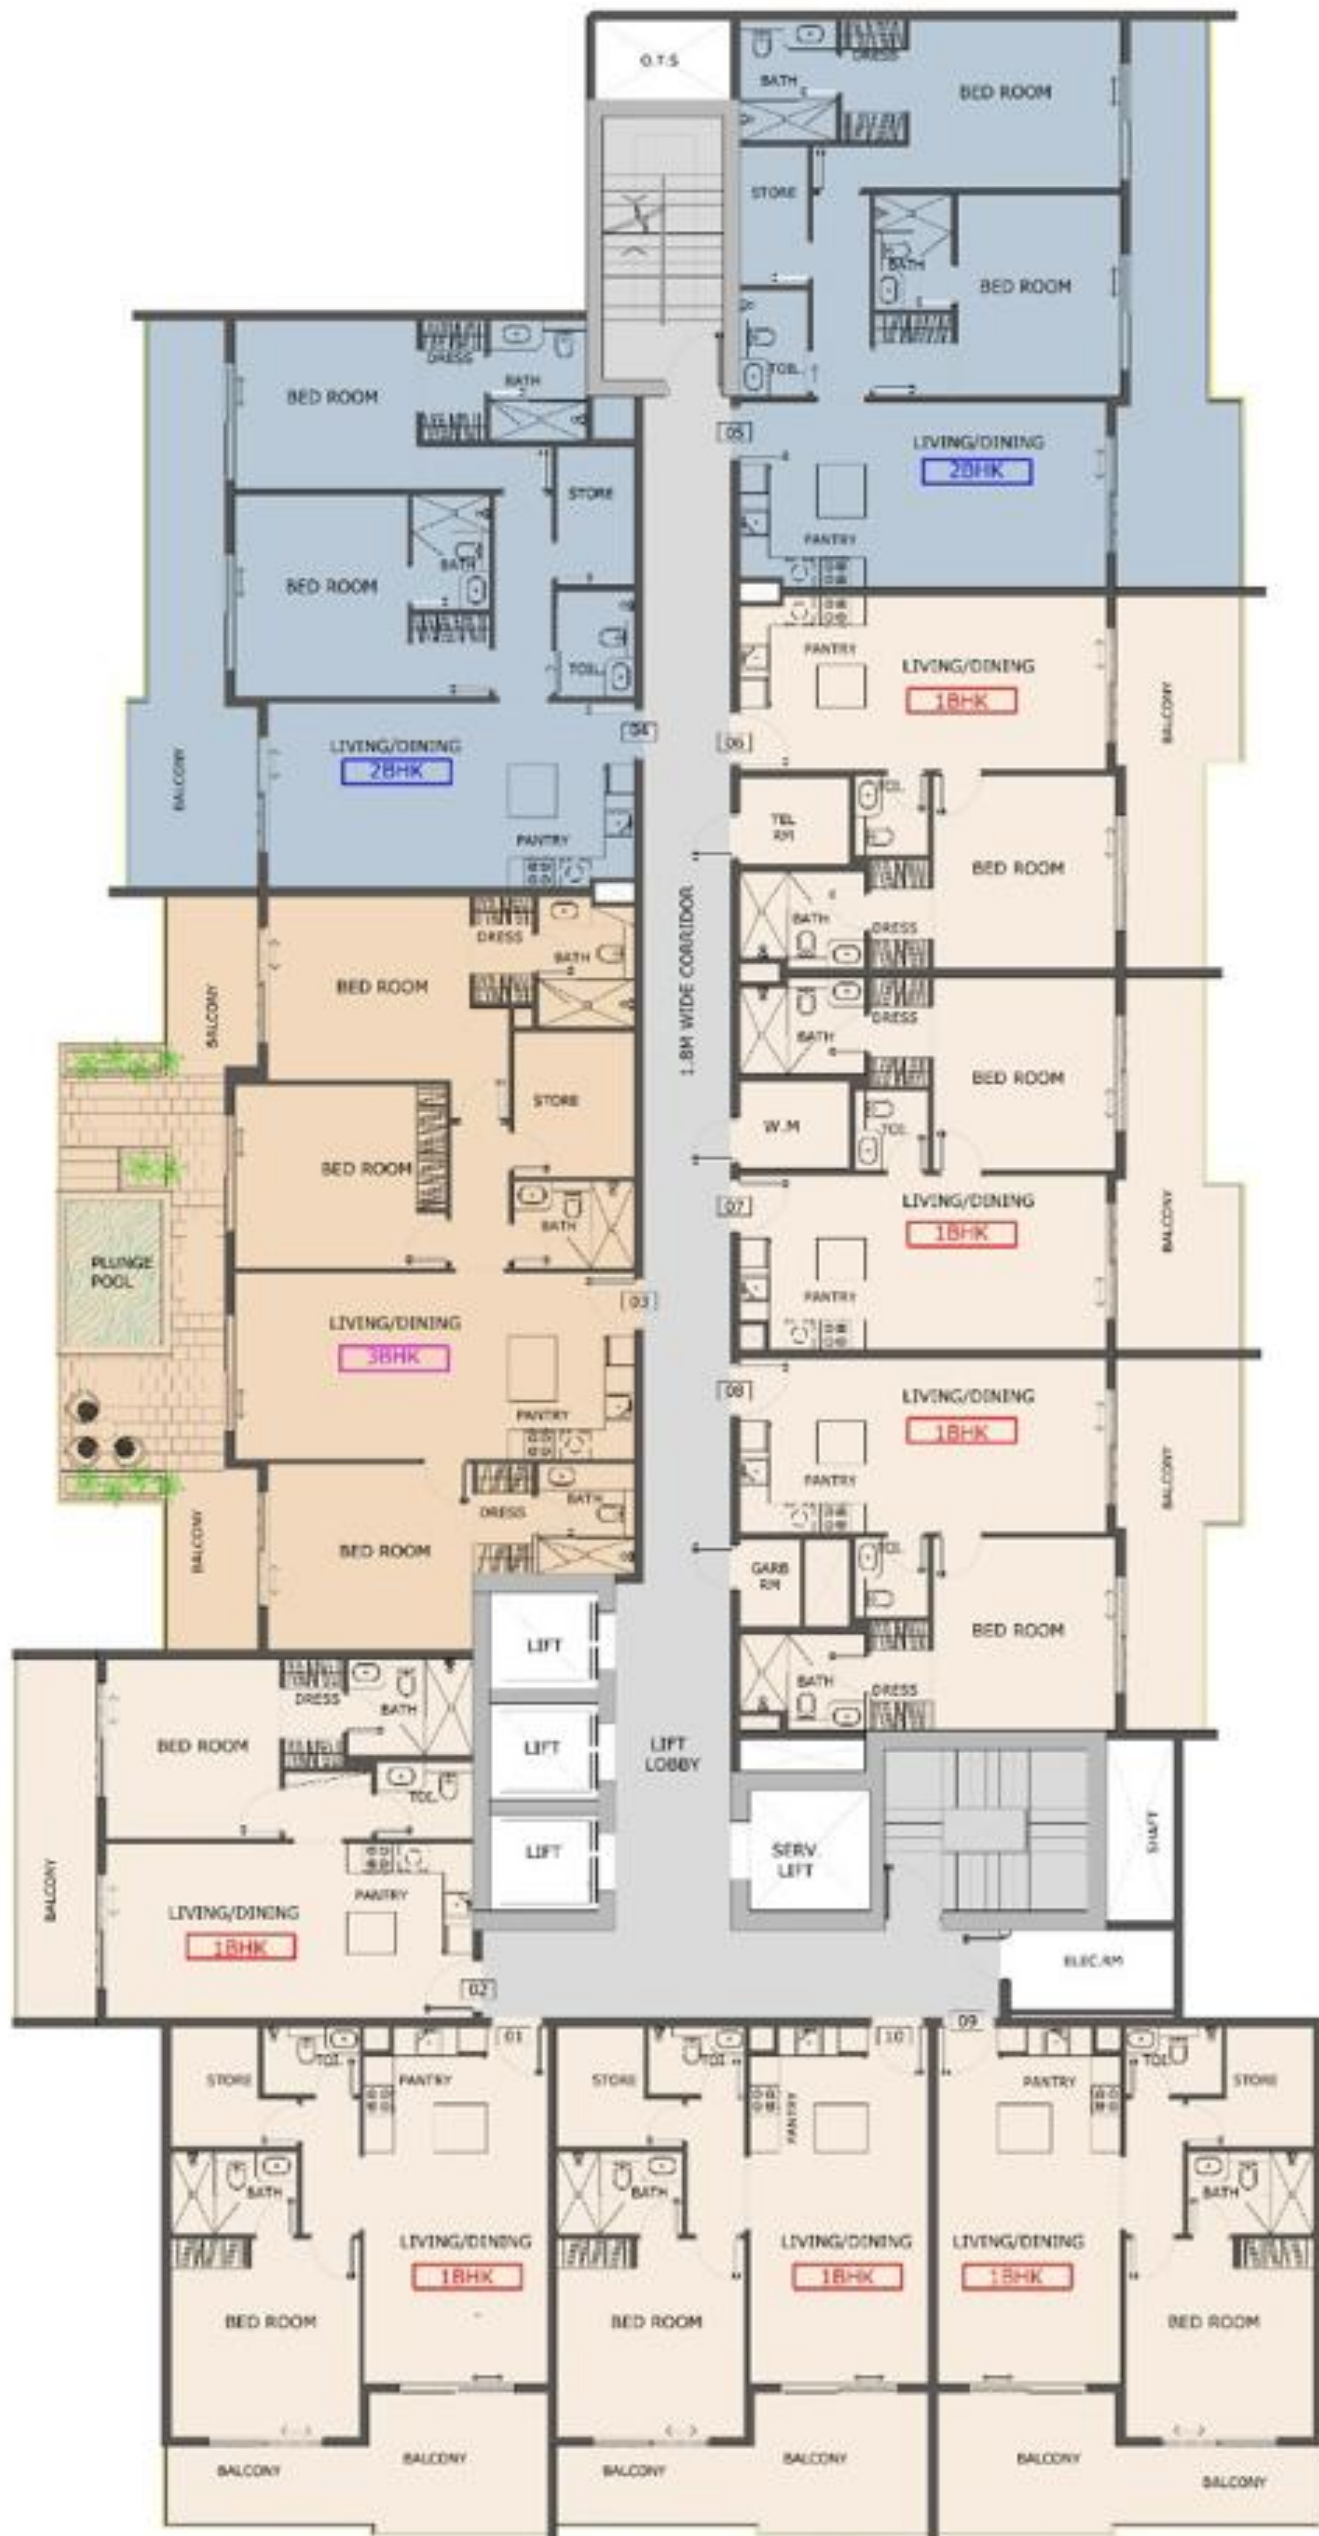 O.T.S
DRESS
BATH
BED ROOM
STORE
BATH
BED ROOM
TOIL.
05
LIVING/DINING
2BHK
PANTRY
DRESS
BATH
BED ROOM
STORE
BATH
BED ROOM
TOIL.
LIVING/DINING
2BHK
04
BALCONY
PANTRY
PANTRY
LIVING/DINING
1BHK
06
BALCONY
TEL
RM
TOI.
BED ROOM
BATH
DRESS
1.8M WIDE CORRIDOR
DRESS
BATH
BED ROOM
BALCONY
STORE
BED ROOM
BATH
PLUNGE
POOL
03
LIVING/DINING
3BHK
PANTRY
DRESS
BATH
BED ROOM
BALCONY
DRESS
BATH
BED ROOM
W.M
TOI.
07
LIVING/DINING
1BHK
PANTRY
BALCONY
08
LIVING/DINING
1BHK
PANTRY
BALCONY
GARB
RM
TOI.
BED ROOM
BATH
DRESS
LIFT
LIFT
LIFT
LIFT
LOBBY
DRESS
BATH
BED ROOM
TOI.
PANTRY
LIVING/DINING
1BHK
BALCONY
02
SERV.
LIFT
SHAFT
ELEC.RM
01
10
09
STORE
TOI.
PANTRY
BATH
LIVING/DINING
1BHK
BED ROOM
BALCONY
BALCONY
STORE
TOI.
PANTRY
BATH
LIVING/DINING
1BHK
BED ROOM
BALCONY
BALCONY
PANTRY
TOI.
STORE
BATH
LIVING/DINING
1BHK
BED ROOM
BALCONY
BALCONY